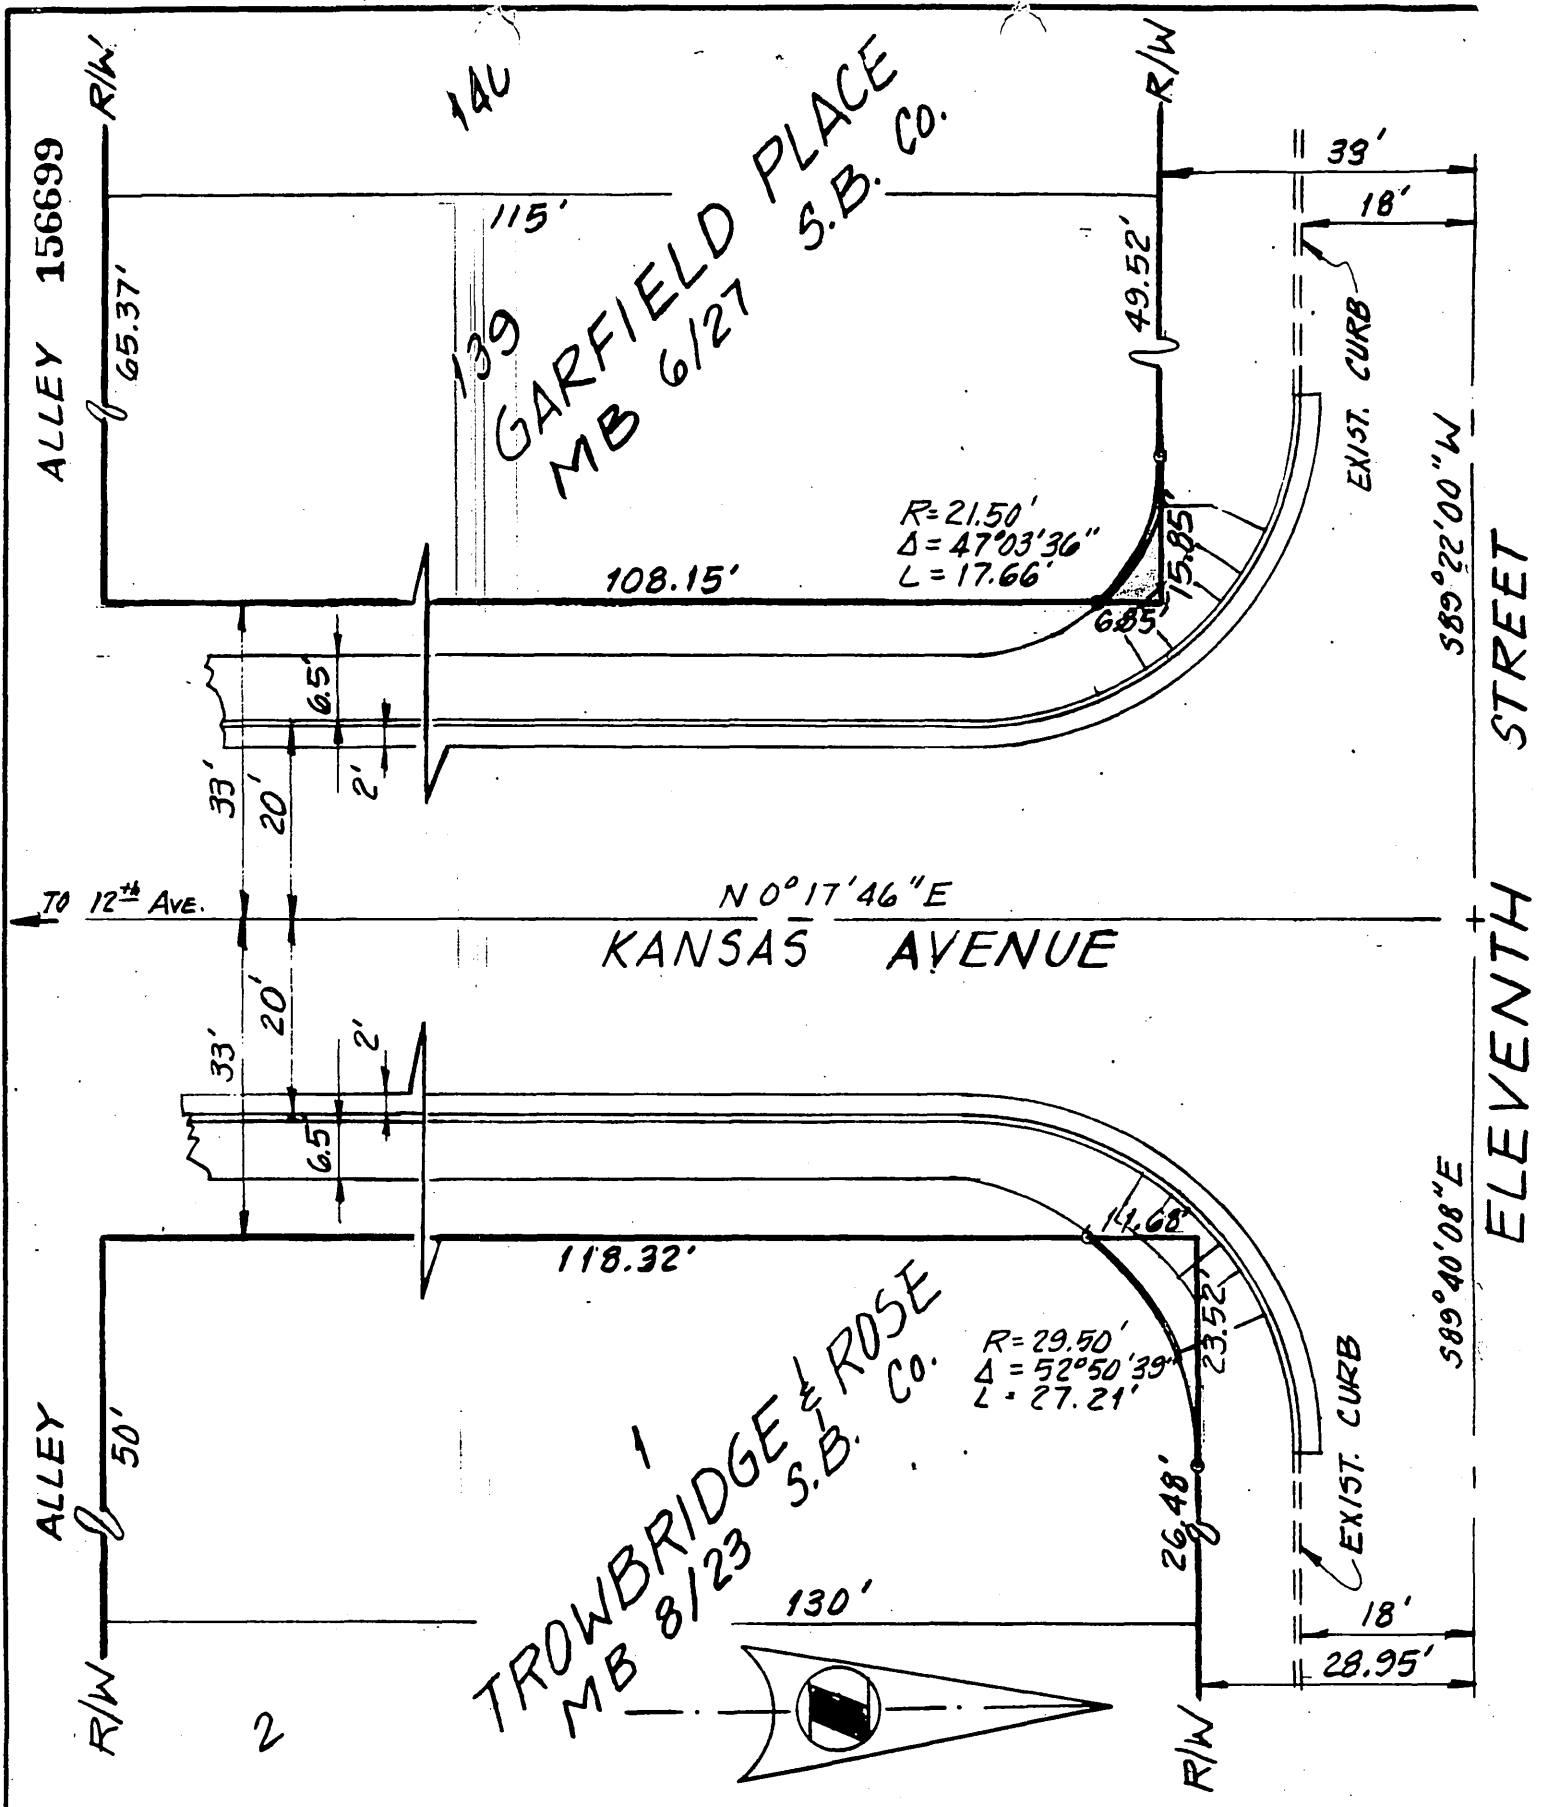 R/W
140
R/W
ALLEY 156699
65.37'
115'
139
GARFIELD PLACE
MB 6/27 S.B. Co.
49.52'
33'
18'
EXIST. CURB
R=21.50'
Δ=47°03'36"
L=17.66'
15.85'
6.85'
108.15'
S89°22'00"W
6.5'
2'
33'
20'
TO 12th AVE.
N 0°17'46"E
KANSAS AVENUE
ELEVENTH STREET
20'
33'
2'
6.5'
118.32'
11.68'
23.52'
R=29.50'
Δ=52°50'39"
L=27.21'
S89°40'08"E
ALLEY
50'
1
TROWBRIDGE & ROSE
MB 8/23 S.B. Co.
26.48'
EXIST. CURB
130'
18'
28.95'
R/W
2
R/W